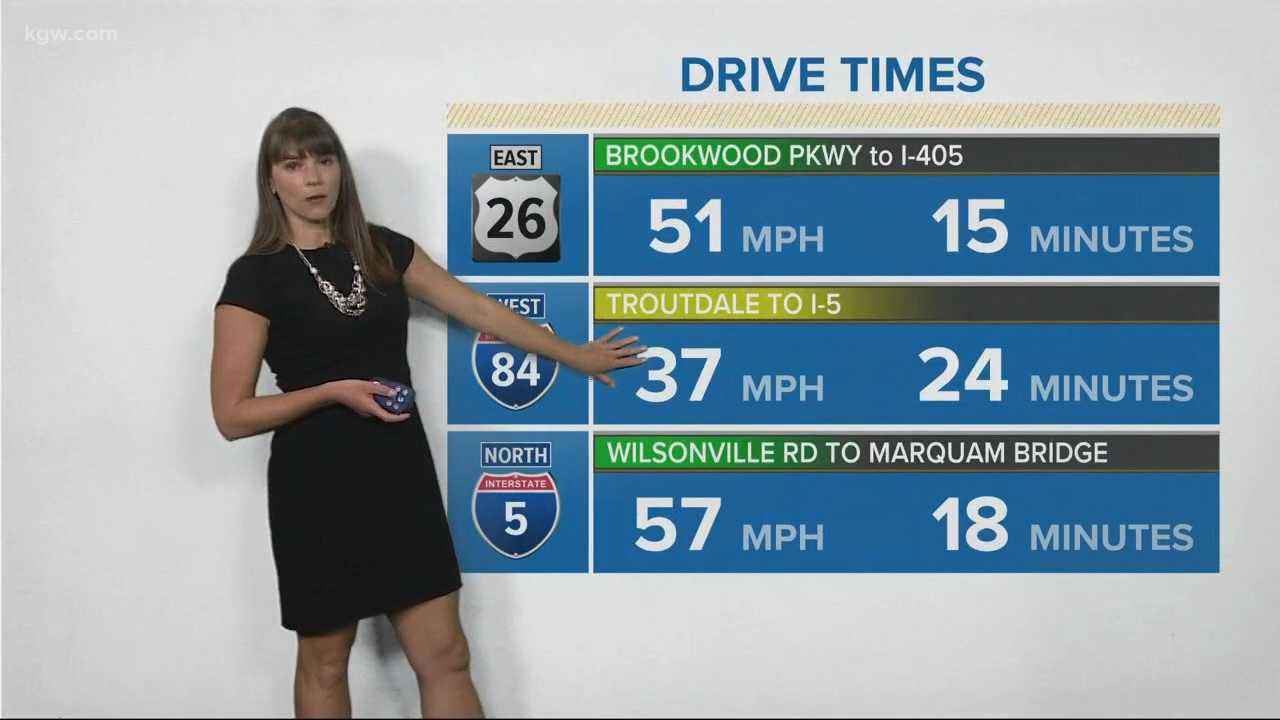 kgw.com
DRIVE TIMES
EAST
26
BROOKWOOD PKWY to I-405
51 MPH 15 MINUTES
WEST
84
TROUTDALE TO I-5
37 MPH 24 MINUTES
NORTH
INTERSTATE
5
WILSONVILLE RD TO MARQUAM BRIDGE
57 MPH 18 MINUTES